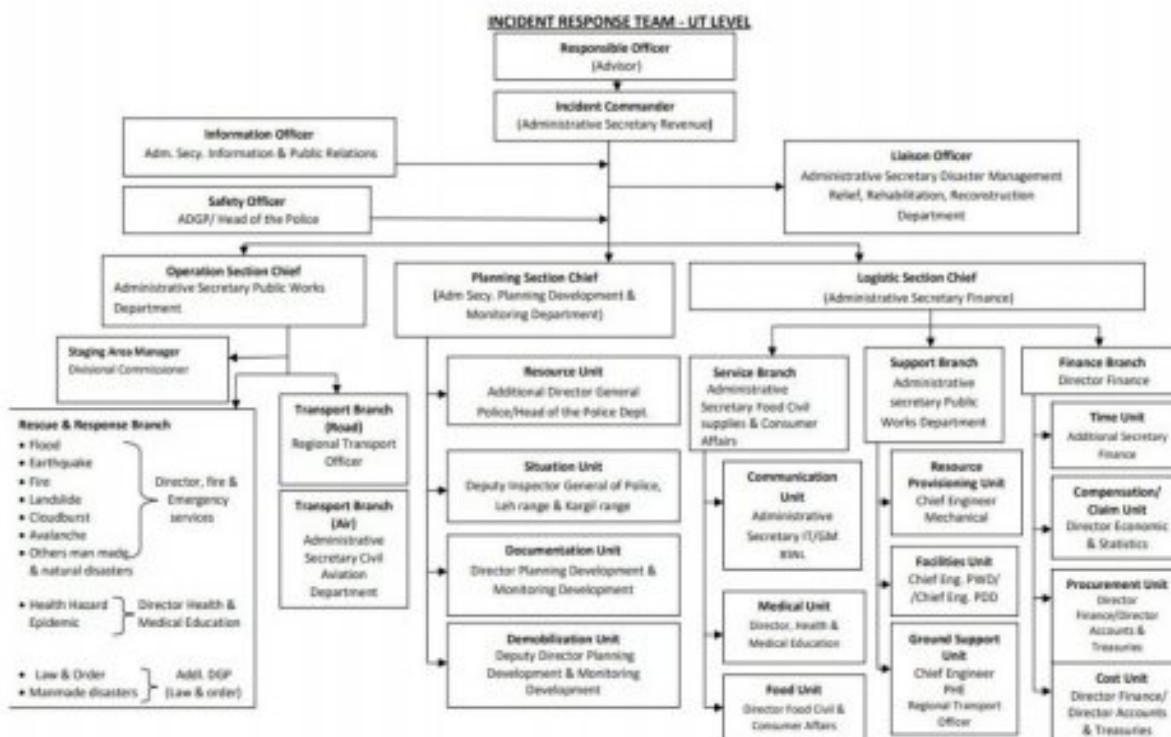 INCIDENT RESPONSE TEAM - UT LEVEL
Responsible Officer
(Advisor)
Incident Commander
(Administrative Secretary Revenue)
Information Officer
Adm. Secy. Information & Public Relations
Liaison Officer
Administrative Secretary Disaster Management
Relief, Rehabilitation, Reconstruction
Department
Safety Officer
ADGP/ Head of the Police
Operation Section Chief
Administrative Secretary Public Works
Department
Planning Section Chief
(Adm Secy. Planning Development &
Monitoring Department)
Logistic Section Chief
(Administrative Secretary Finance)
Staging Area Manager
Divisional Commissioner
Rescue & Response Branch
• Flood
• Earthquake
• Fire
• Landslide
• Cloudburst
• Avalanche
• Others man made
& natural disasters
Director, fire &
Emergency
services
• Health Hazard
Epidemic
Director Health &
Medical Education
• Law & Order
• Manmade disasters
Addl. DGP
(Law & order)
Transport Branch
(Road)
Regional Transport
Officer
Transport Branch
(Air)
Administrative
Secretary Civil
Aviation
Department
Resource Unit
Additional Director General
Police/Head of the Police Dept.
Situation Unit
Deputy Inspector General of Police,
Leh range & Kargil range
Documentation Unit
Director Planning Development &
Monitoring Development
Demobilization Unit
Deputy Director Planning
Development & Monitoring
Development
Service Branch
Administrative
Secretary Food Civil
supplies & Consumer
Affairs
Communication
Unit
Administrative
Secretary IT/GM
BSNL
Medical Unit
Director, Health &
Medical Education
Food Unit
Director Food Civil &
Consumer Affairs
Support Branch
Administrative
secretary Public
Works Department
Resource
Provisioning Unit
Chief Engineer
Mechanical
Facilities Unit
Chief Eng. PWD/
/Chief Eng. PDD
Ground Support
Unit
Chief Engineer
PHE
Regional Transport
Officer
Finance Branch
Director Finance
Time Unit
Additional Secretary
Finance
Compensation/
Claim Unit
Director Economic
& Statistics
Procurement Unit
Director
Finance/Director
Accounts &
Treasuries
Cost Unit
Director Finance/
Director Accounts
& Treasuries